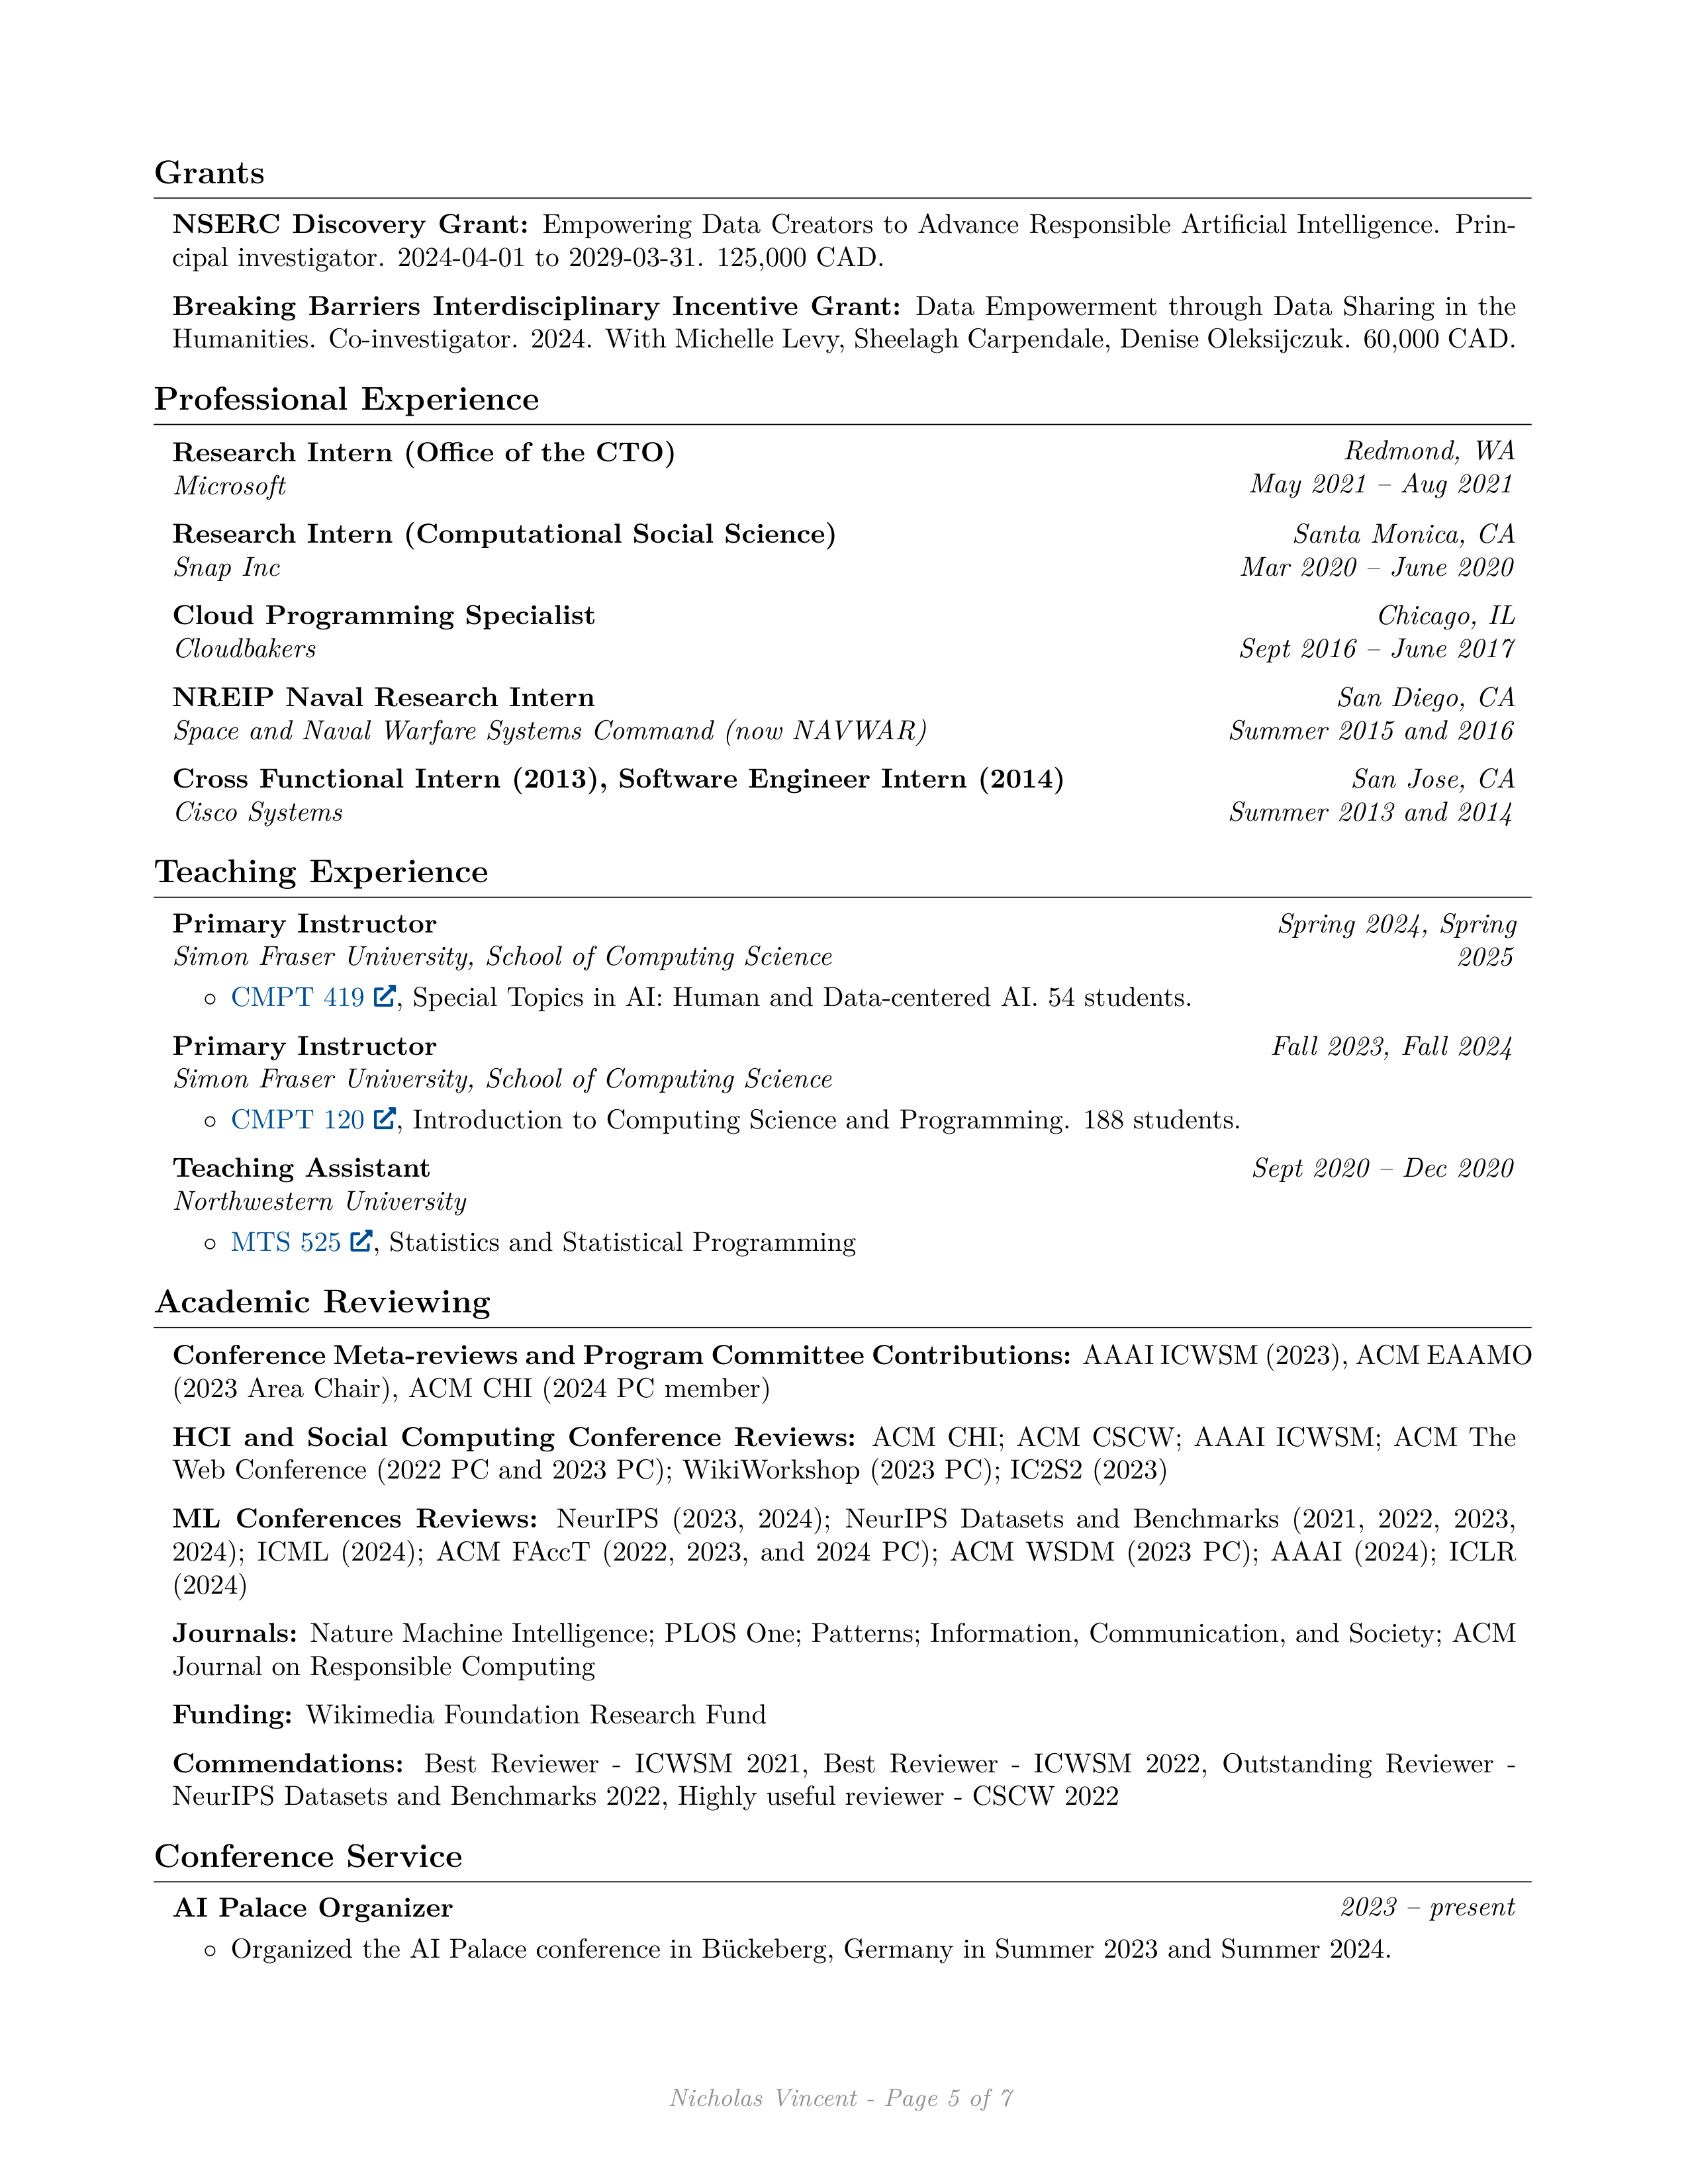 Grants
NSERC Discovery Grant: Empowering Data Creators to Advance Responsible Artificial Intelligence. Prin-
cipal investigator. 2024-04-01 to 2029-03-31. 125,000 CAD.
Breaking Barriers Interdisciplinary Incentive Grant: Data Empowerment through Data Sharing in the
Humanities. Co-investigator. 2024. With Michelle Levy, Sheelagh Carpendale, Denise Oleksijczuk. 60,000 CAD.
Professional Experience
Research Intern (Office of the CTO) Redmond, WA
Microsoft May 2021 – Aug 2021
Research Intern (Computational Social Science) Santa Monica, CA
Snap Inc Mar 2020 – June 2020
Cloud Programming Specialist Chicago, IL
Cloudbakers Sept 2016 – June 2017
NREIP Naval Research Intern San Diego, CA
Space and Naval Warfare Systems Command (now NAVWAR) Summer 2015 and 2016
Cross Functional Intern (2013), Software Engineer Intern (2014) San Jose, CA
Cisco Systems Summer 2013 and 2014
Teaching Experience
Primary Instructor Spring 2024, Spring
Simon Fraser University, School of Computing Science 2025
○ CMPT 419, Special Topics in AI: Human and Data-centered AI. 54 students.
Primary Instructor Fall 2023, Fall 2024
Simon Fraser University, School of Computing Science
○ CMPT 120, Introduction to Computing Science and Programming. 188 students.
Teaching Assistant Sept 2020 – Dec 2020
Northwestern University
○ MTS 525, Statistics and Statistical Programming
Academic Reviewing
Conference Meta-reviews and Program Committee Contributions: AAAI ICWSM (2023), ACM EAAMO
(2023 Area Chair), ACM CHI (2024 PC member)
HCI and Social Computing Conference Reviews: ACM CHI; ACM CSCW; AAAI ICWSM; ACM The
Web Conference (2022 PC and 2023 PC); WikiWorkshop (2023 PC); IC2S2 (2023)
ML Conferences Reviews: NeurIPS (2023, 2024); NeurIPS Datasets and Benchmarks (2021, 2022, 2023,
2024); ICML (2024); ACM FAccT (2022, 2023, and 2024 PC); ACM WSDM (2023 PC); AAAI (2024); ICLR
(2024)
Journals: Nature Machine Intelligence; PLOS One; Patterns; Information, Communication, and Society; ACM
Journal on Responsible Computing
Funding: Wikimedia Foundation Research Fund
Commendations: Best Reviewer - ICWSM 2021, Best Reviewer - ICWSM 2022, Outstanding Reviewer -
NeurIPS Datasets and Benchmarks 2022, Highly useful reviewer - CSCW 2022
Conference Service
AI Palace Organizer 2023 – present
○ Organized the AI Palace conference in Bückeberg, Germany in Summer 2023 and Summer 2024.
Nicholas Vincent - Page 5 of 7